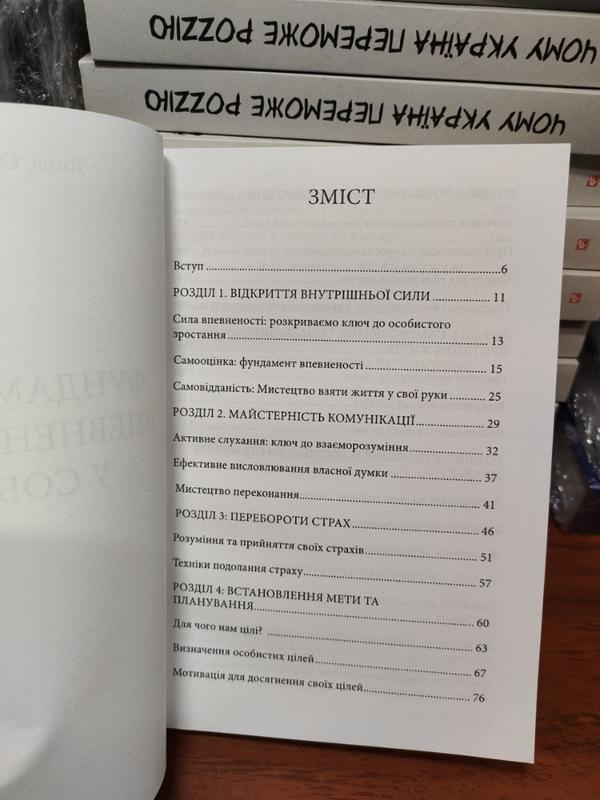 ЧОМУ УКРАЇНА ПЕРЕМОЖЕ РОZZІЮ
ЧОМУ УКРАЇНА ПЕРЕМОЖЕ РОZZІЮ
ЗМІСТ
Вступ 6
РОЗДІЛ 1. ВІДКРИТТЯ ВНУТРІШНЬОЇ СИЛИ 11
Сила впевненості: розкриваємо ключ до особистого
зростання 13
Самооцінка: фундамент впевненості 15
Самовідданість: Мистецтво взяти життя у свої руки 25
РОЗДІЛ 2. МАЙСТЕРНІСТЬ КОМУНІКАЦІЇ 29
Активне слухання: ключ до взаєморозуміння 32
Ефективне висловлювання власної думки 37
Мистецтво переконання 41
РОЗДІЛ 3: ПЕРЕБОРОТИ СТРАХ 46
Розуміння та прийняття своїх страхів 51
Техніки подолання страху 57
РОЗДІЛ 4: ВСТАНОВЛЕННЯ МЕТИ ТА
ПЛАНУВАННЯ 60
Для чого нам цілі? 63
Визначення особистих цілей 67
Мотивація для досягнення своїх цілей 76